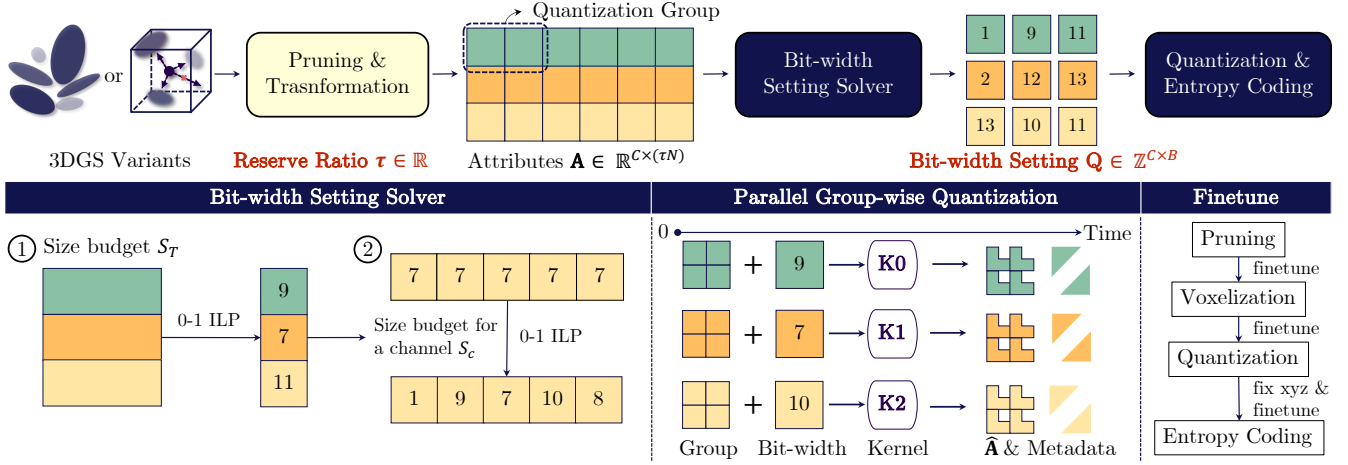 Quantization Group
or
Pruning &
Trasnformation
Bit-width
Setting Solver
1 9 11
2 12 13
13 10 11
Quantization &
Entropy Coding
3DGS Variants
Reserve Ratio τ ∈ ℝ
Attributes A ∈ ℝ^{C×(τN)}
Bit-width Setting Q ∈ ℤ^{C×B}
Bit-width Setting Solver
1 Size budget S_T
0-1 ILP
9
7
11
2
7 7 7 7 7
Size budget for
a channel S_c
0-1 ILP
1 9 7 10 8
Parallel Group-wise Quantization
0 Time
+ 9 K0
+ 7 K1
+ 10 K2
Group Bit-width Kernel Â & Metadata
Finetune
Pruning
finetune
Voxelization
finetune
Quantization
fix xyz &
finetune
Entropy Coding